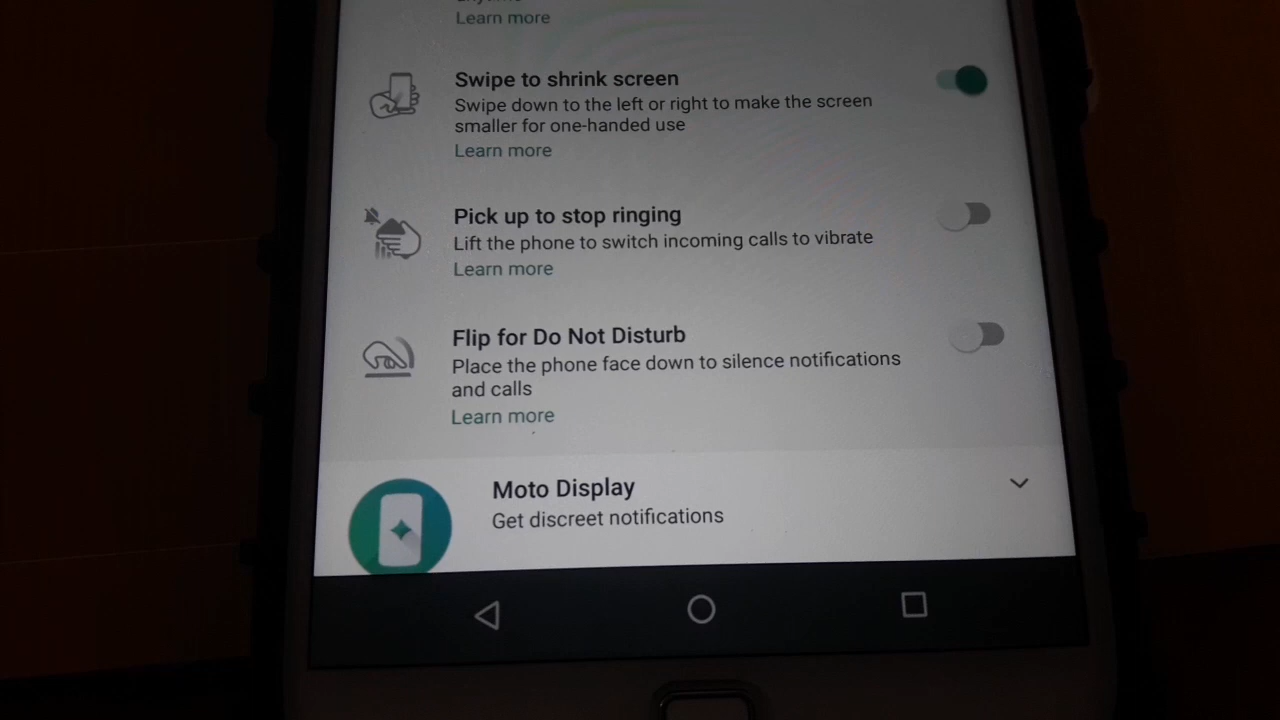 Learn more
Swipe to shrink screen
Swipe down to the left or right to make the screen
smaller for one-handed use
Learn more
Pick up to stop ringing
Lift the phone to switch incoming calls to vibrate
Learn more
Flip for Do Not Disturb
Place the phone face down to silence notifications
and calls
Learn more
Moto Display
Get discreet notifications